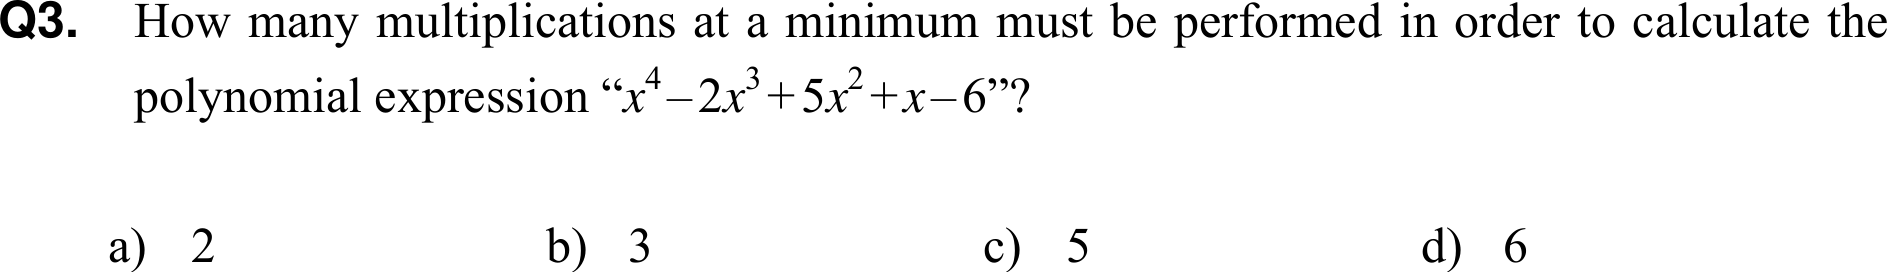 Q3. How many multiplications at a minimum must be performed in order to calculate the
polynomial expression “x⁴–2x³+5x²+x–6”?
a) 2 b) 3 c) 5 d) 6